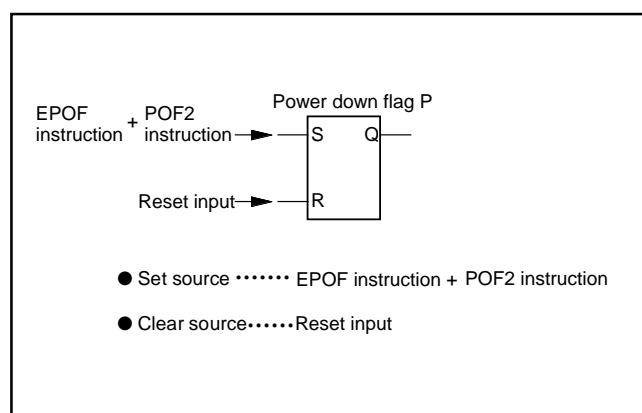 Power down flag P
EPOF instruction + POF2 instruction
S Q
Reset input
R
● Set source ••••••• EPOF instruction + POF2 instruction
● Clear source •••••• Reset input